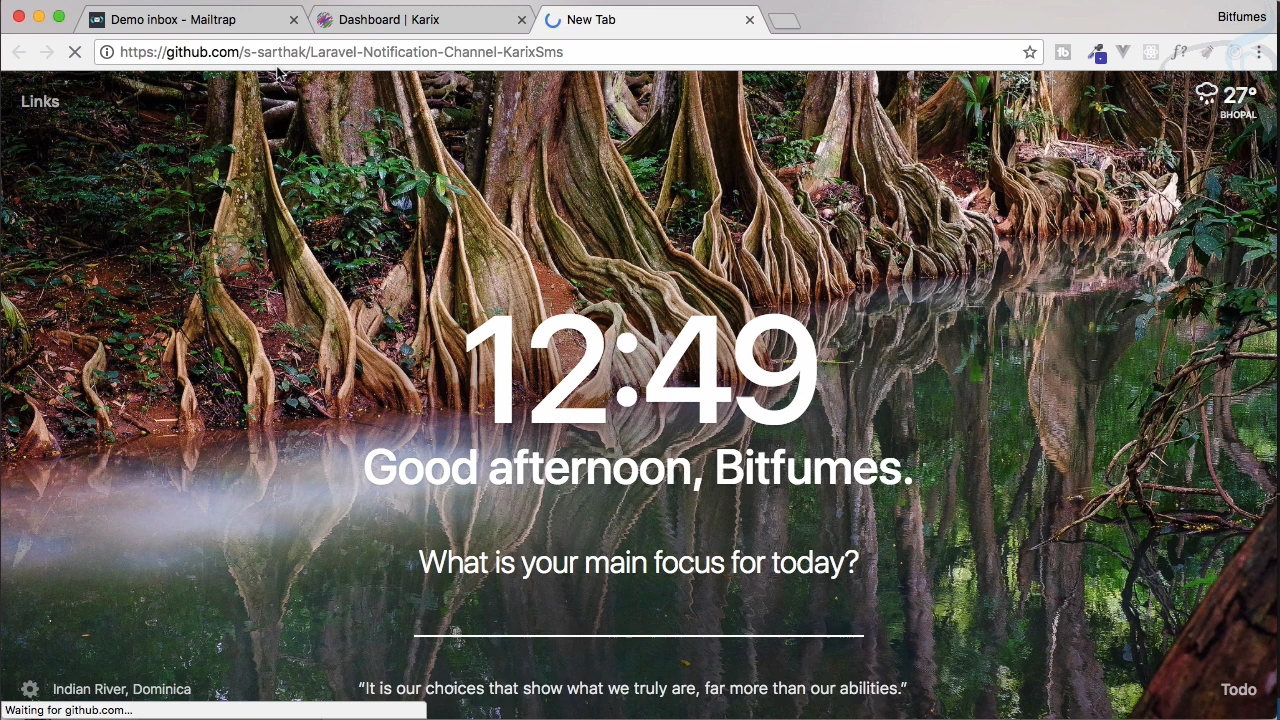 Demo inbox - Mailtrap
Dashboard | Karix
New Tab
Bitfumes
https://github.com/s-sarthak/Laravel-Notification-Channel-KarixSms
Links
27°
BHOPAL
12:49
Good afternoon, Bitfumes.
What is your main focus for today?
Indian River, Dominica
“It is our choices that show what we truly are, far more than our abilities.”
Todo
Waiting for github.com...